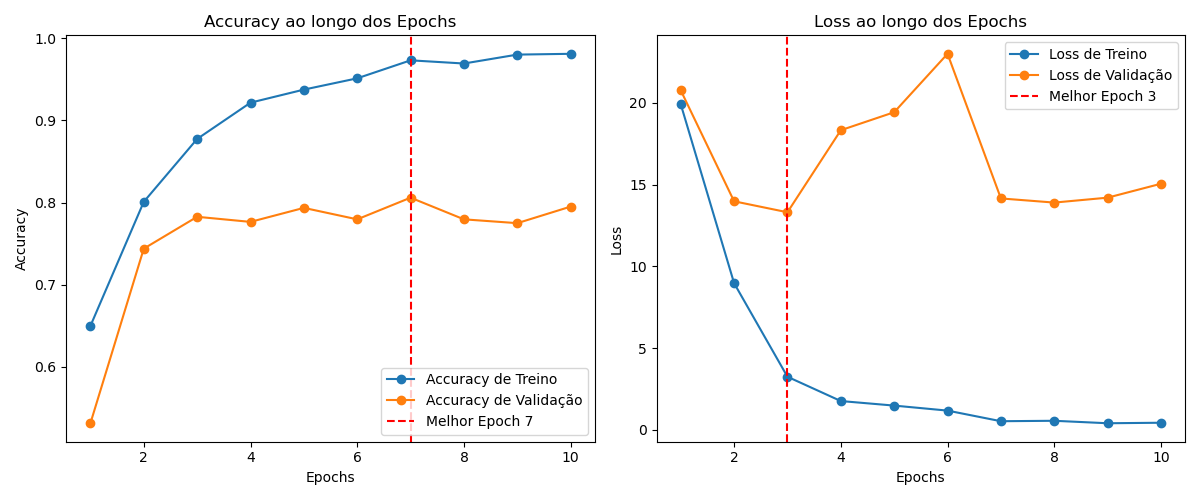 Accuracy ao longo dos Epochs
1.0
0.9
0.8
0.7
0.6
Accuracy
2
4
6
8
10
Epochs
Accuracy de Treino
Accuracy de Validação
Melhor Epoch 7
Loss ao longo dos Epochs
20
15
10
5
0
Loss
2
4
6
8
10
Epochs
Loss de Treino
Loss de Validação
Melhor Epoch 3